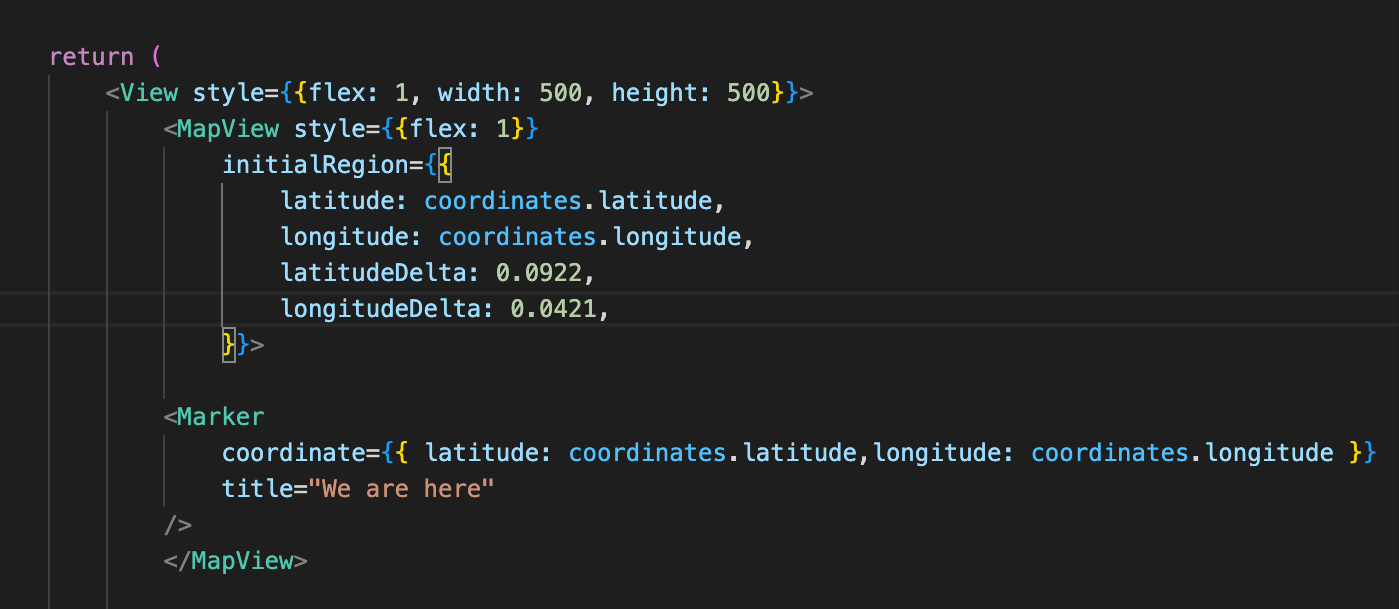 return (
<View style={{flex: 1, width: 500, height: 500}}>
<MapView style={{flex: 1}}
initialRegion={{
latitude: coordinates.latitude,
longitude: coordinates.longitude,
latitudeDelta: 0.0922,
longitudeDelta: 0.0421,
}}>
<Marker
coordinate={{ latitude: coordinates.latitude,longitude: coordinates.longitude }}
title="We are here"
/>
</MapView>